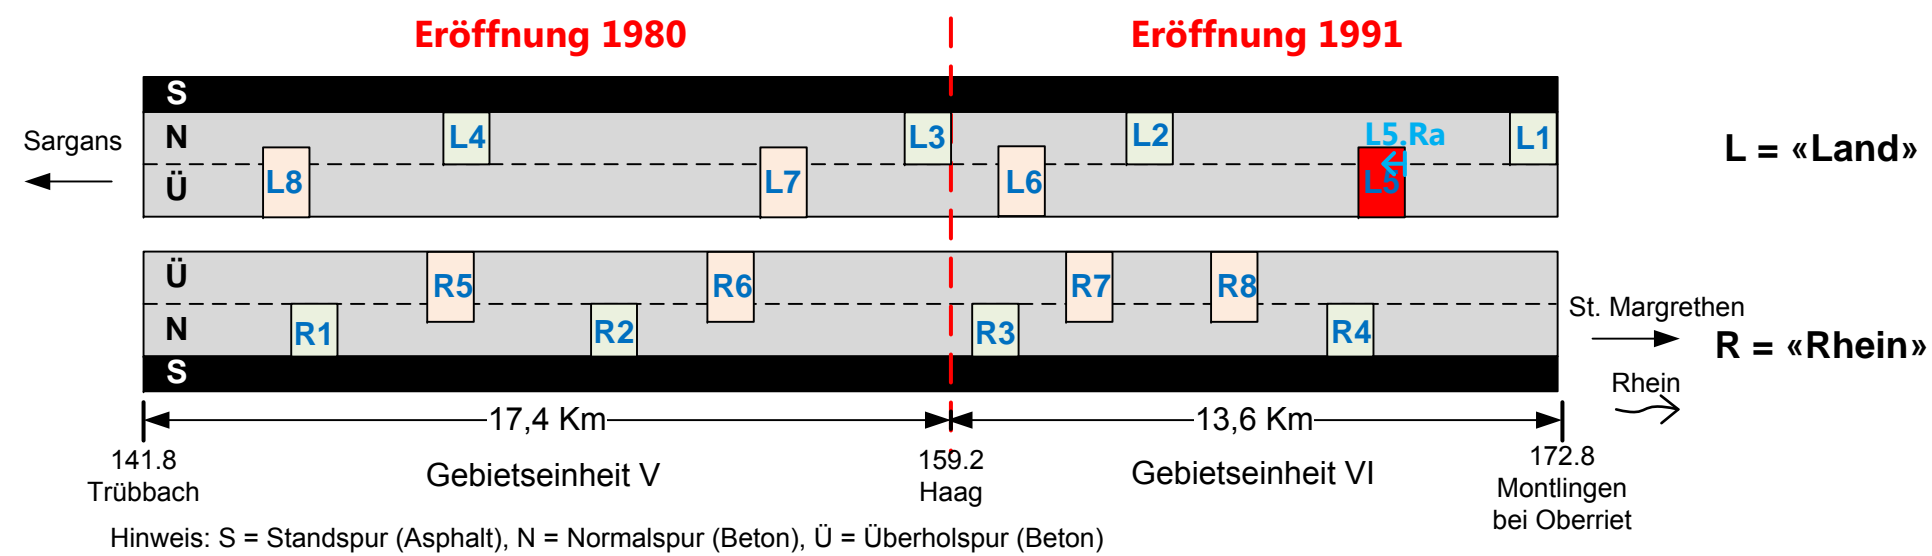 Eröffnung 1980
Eröffnung 1991
S
Sargans
N
L4
L3
L2
L5.Ra
L1
L = «Land»
Ü
L8
L7
L6
L5
Ü
R5
R6
R7
R8
N
R1
R2
R3
R4
St. Margrethen
R = «Rhein»
S
Rhein
17,4 Km
13,6 Km
141.8
Trübbach
Gebietseinheit V
159.2
Haag
Gebietseinheit VI
172.8
Montlingen
bei Oberriet
Hinweis: S = Standspur (Asphalt), N = Normalspur (Beton), Ü = Überholspur (Beton)